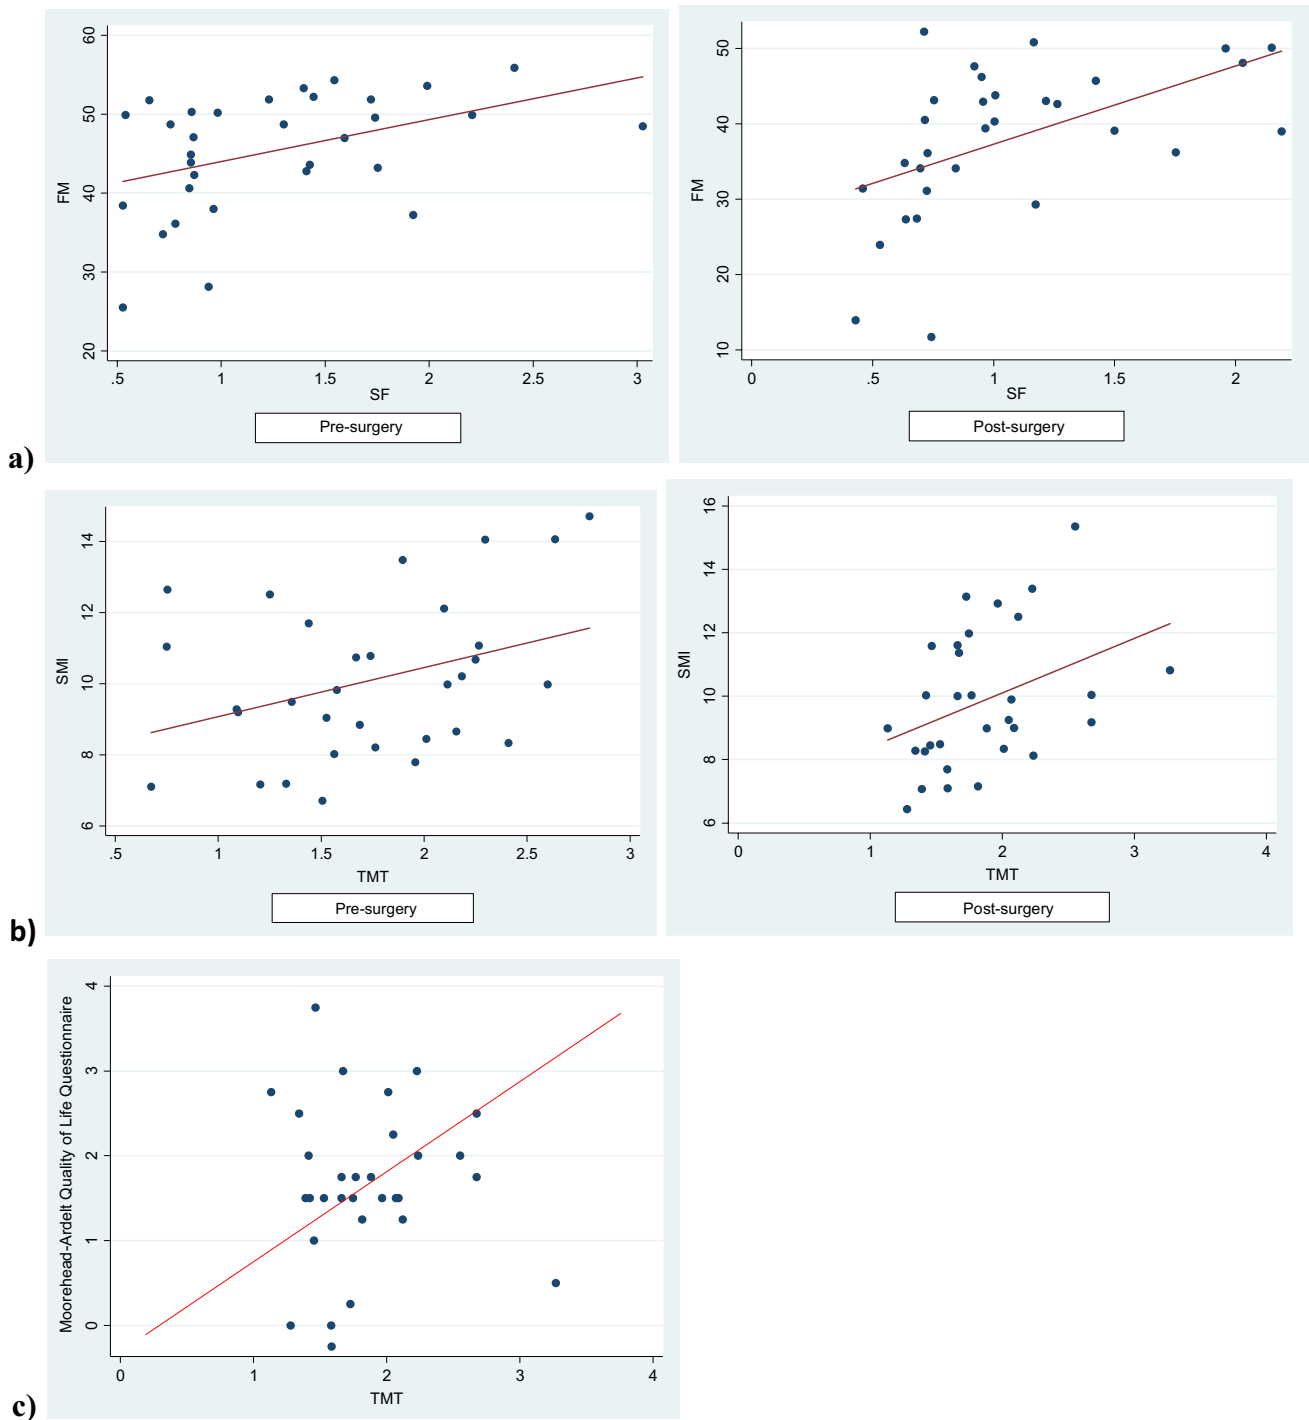 60
50
40
30
20
FM
.5 1 1.5 2 2.5 3
SF
Pre-surgery
50
40
30
20
10
FM
0 .5 1 1.5 2
SF
Post-surgery
a)
14
12
10
8
6
SMI
.5 1 1.5 2 2.5 3
TMT
Pre-surgery
16
14
12
10
8
6
SMI
0 1 2 3 4
TMT
Post-surgery
b)
4
3
2
1
0
Moorehead-Ardelt Quality of Life Questionnaire
0 1 2 3 4
TMT
c)